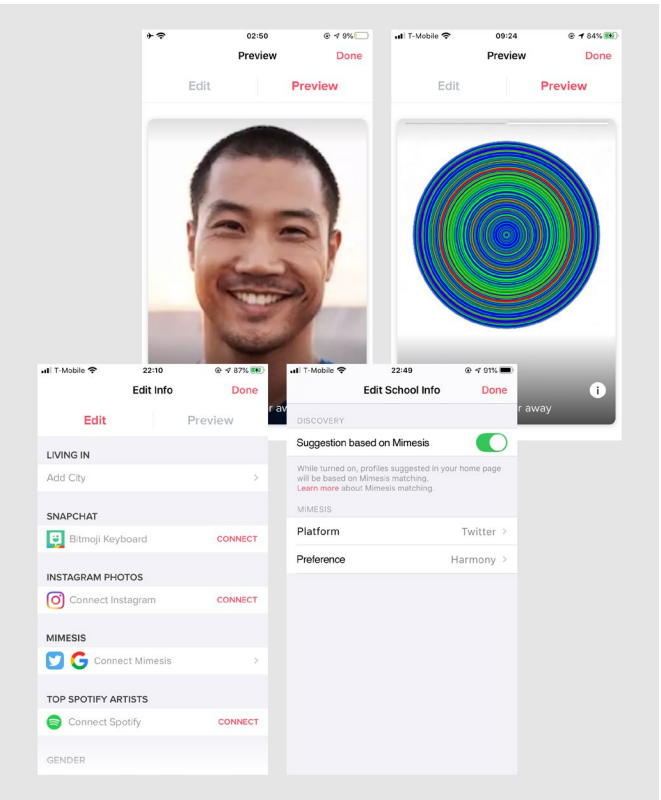 02:50
9%
Preview
Done
Edit
Preview
T-Mobile
09:24
84%
Preview
Done
Edit
Preview
r away
T-Mobile
22:10
87%
Edit Info
Done
Edit
Preview
LIVING IN
Add City
SNAPCHAT
Bitmoji Keyboard
CONNECT
INSTAGRAM PHOTOS
Connect Instagram
CONNECT
MIMESIS
Connect Mimesis
TOP SPOTIFY ARTISTS
Connect Spotify
CONNECT
GENDER
r aw
T-Mobile
22:49
91%
Edit School Info
Done
DISCOVERY
Suggestion based on Mimesis
While turned on, profiles suggested in your home page
will be based on Mimesis matching.
Learn more about Mimesis matching.
MIMESIS
Platform
Twitter
Preference
Harmony